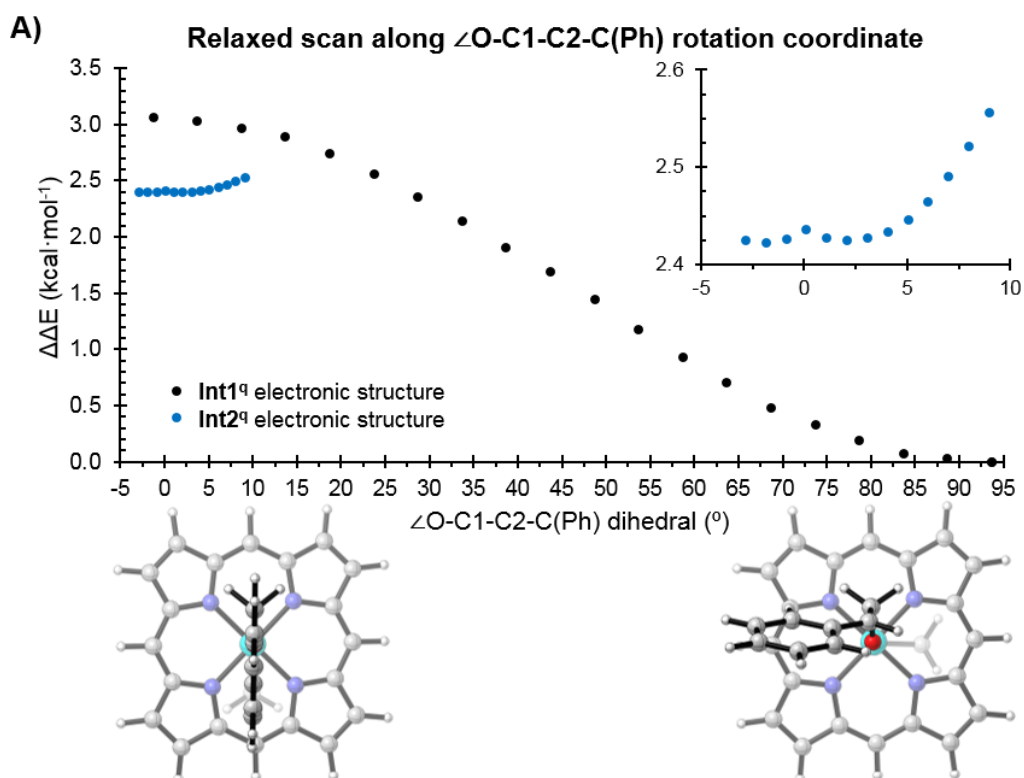 A)
Relaxed scan along ∠O-C1-C2-C(Ph) rotation coordinate
3.5
3.0
2.5
2.0
1.5
1.0
0.5
0.0
ΔΔE (kcal·mol⁻¹)
2.6
2.5
2.4
-5 0 5 10
Int1q electronic structure
Int2q electronic structure
-5 0 5 10 15 20 25 30 35 40 45 50 55 60 65 70 75 80 85 90 95
∠O-C1-C2-C(Ph) dihedral (º)